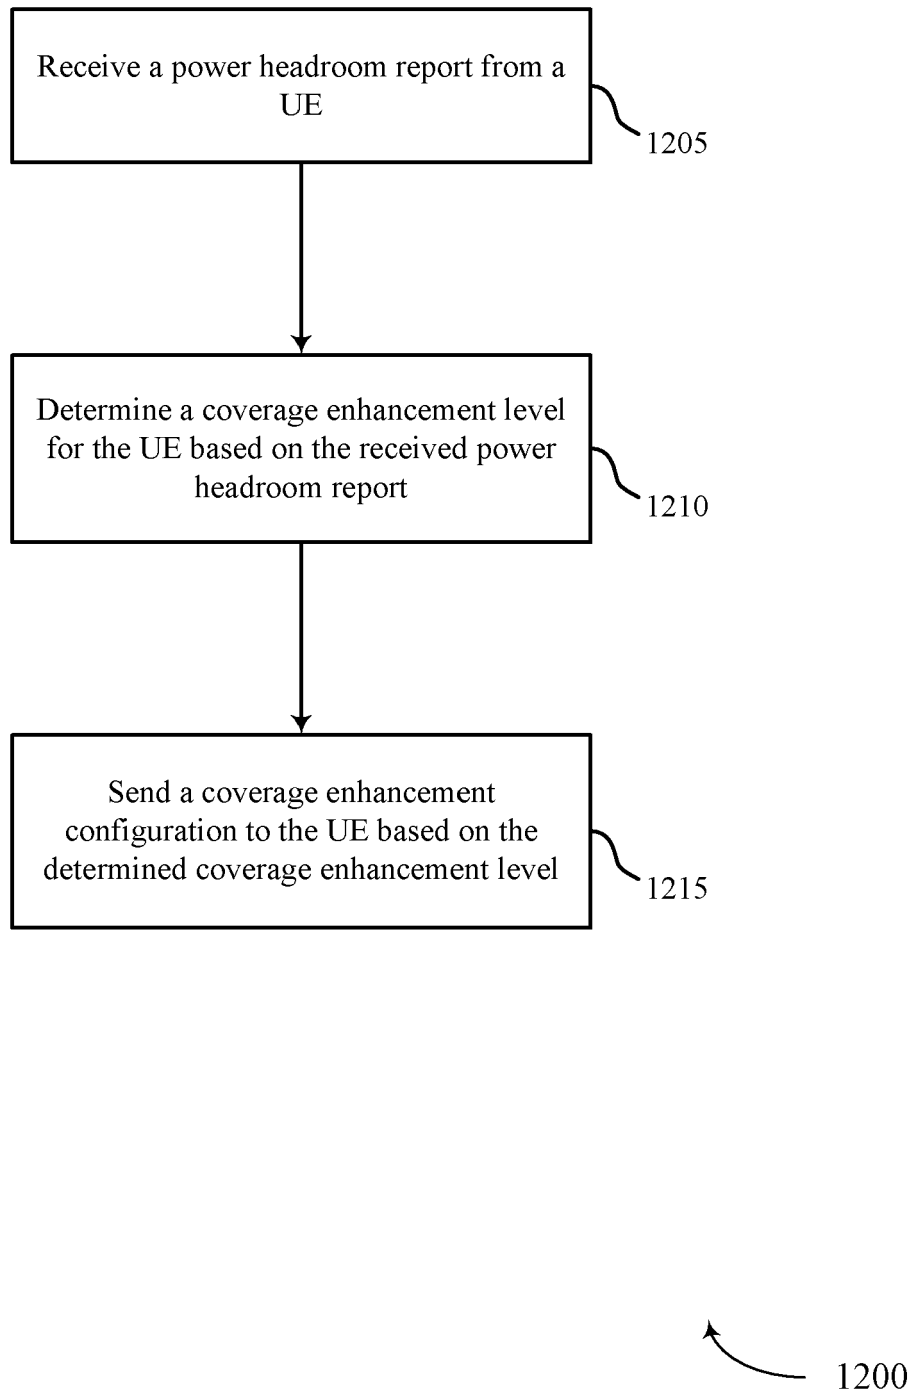 Receive a power headroom report from a
UE
1205
Determine a coverage enhancement level
for the UE based on the received power
headroom report
1210
Send a coverage enhancement
configuration to the UE based on the
determined coverage enhancement level
1215
1200